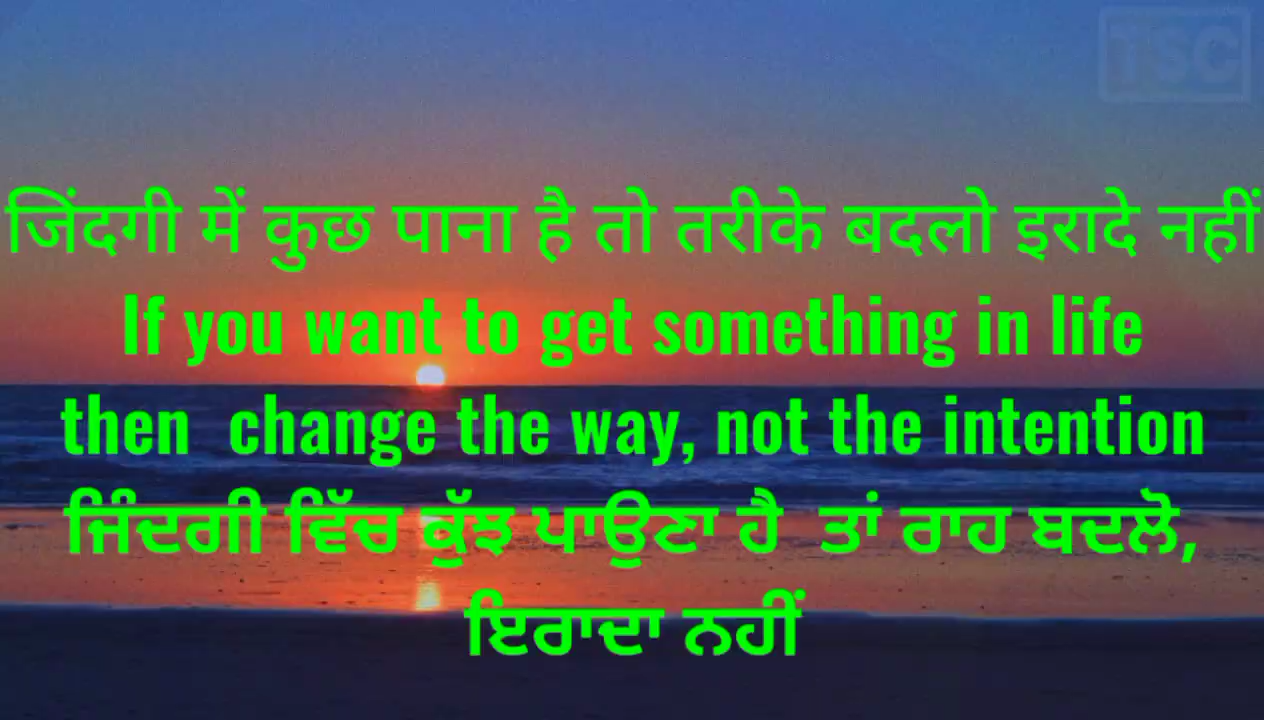 TSC
जिंदगी में कुछ पाना है तो तरीके बदलो इरादे नहीं
If you want to get something in life
then change the way, not the intention
ਜਿੰਦਗੀ ਵਿੱਚ ਕੁੱਝ ਪਾਉਣਾ ਹੈ ਤਾਂ ਰਾਹ ਬਦਲੋ,
ਇਰਾਦਾ ਨਹੀਂ